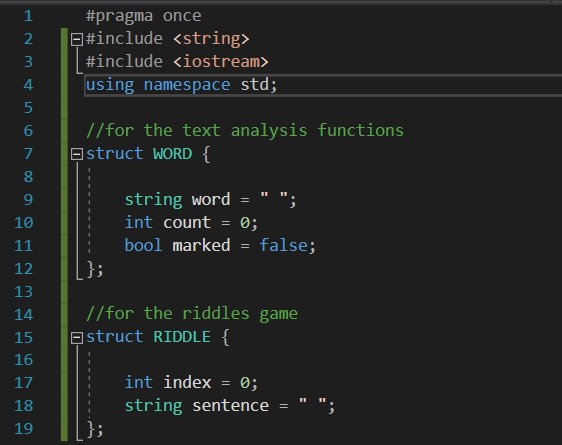 1 #pragma once
2 #include <string>
3 #include <iostream>
4 using namespace std;
5
6 //for the text analysis functions
7 struct WORD {
8
9 string word = " ";
10 int count = 0;
11 bool marked = false;
12 };
13
14 //for the riddles game
15 struct RIDDLE {
16
17 int index = 0;
18 string sentence = " ";
19 };